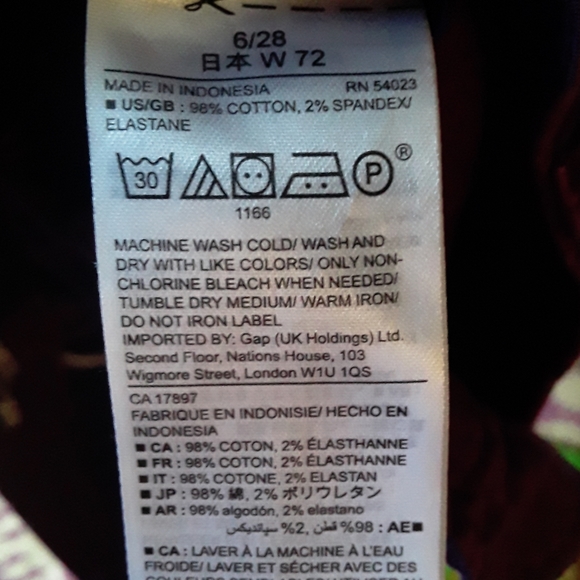 6/28
日本 W 72
MADE IN INDONESIA RN 54023
■ US/GB : 98% COTTON, 2% SPANDEX/
ELASTANE
30 P ®
1166
MACHINE WASH COLD/ WASH AND
DRY WITH LIKE COLORS/ ONLY NON-
CHLORINE BLEACH WHEN NEEDED/
TUMBLE DRY MEDIUM/ WARM IRON/
DO NOT IRON LABEL
IMPORTED BY: Gap (UK Holdings) Ltd.
Second Floor, Nations House, 103
Wigmore Street, London W1U 1QS
CA 17897
FABRIQUE EN INDONISIE/ HECHO EN
INDONESIA
■ CA : 98% COTON, 2% ÉLASTHANNE
■ FR : 98% COTON, 2% ÉLASTHANNE
■ IT : 98% COTONE, 2% ELASTAN
■ JP : 98% 綿, 2% ポリウレタン
■ AR : 98% algodón, 2% elastano
■AE : 98% قطن, 2% سپانديكس
■ CA : LAVER À LA MACHINE À L'EAU
FROIDE/ LAVER ET SÉCHER AVEC DES